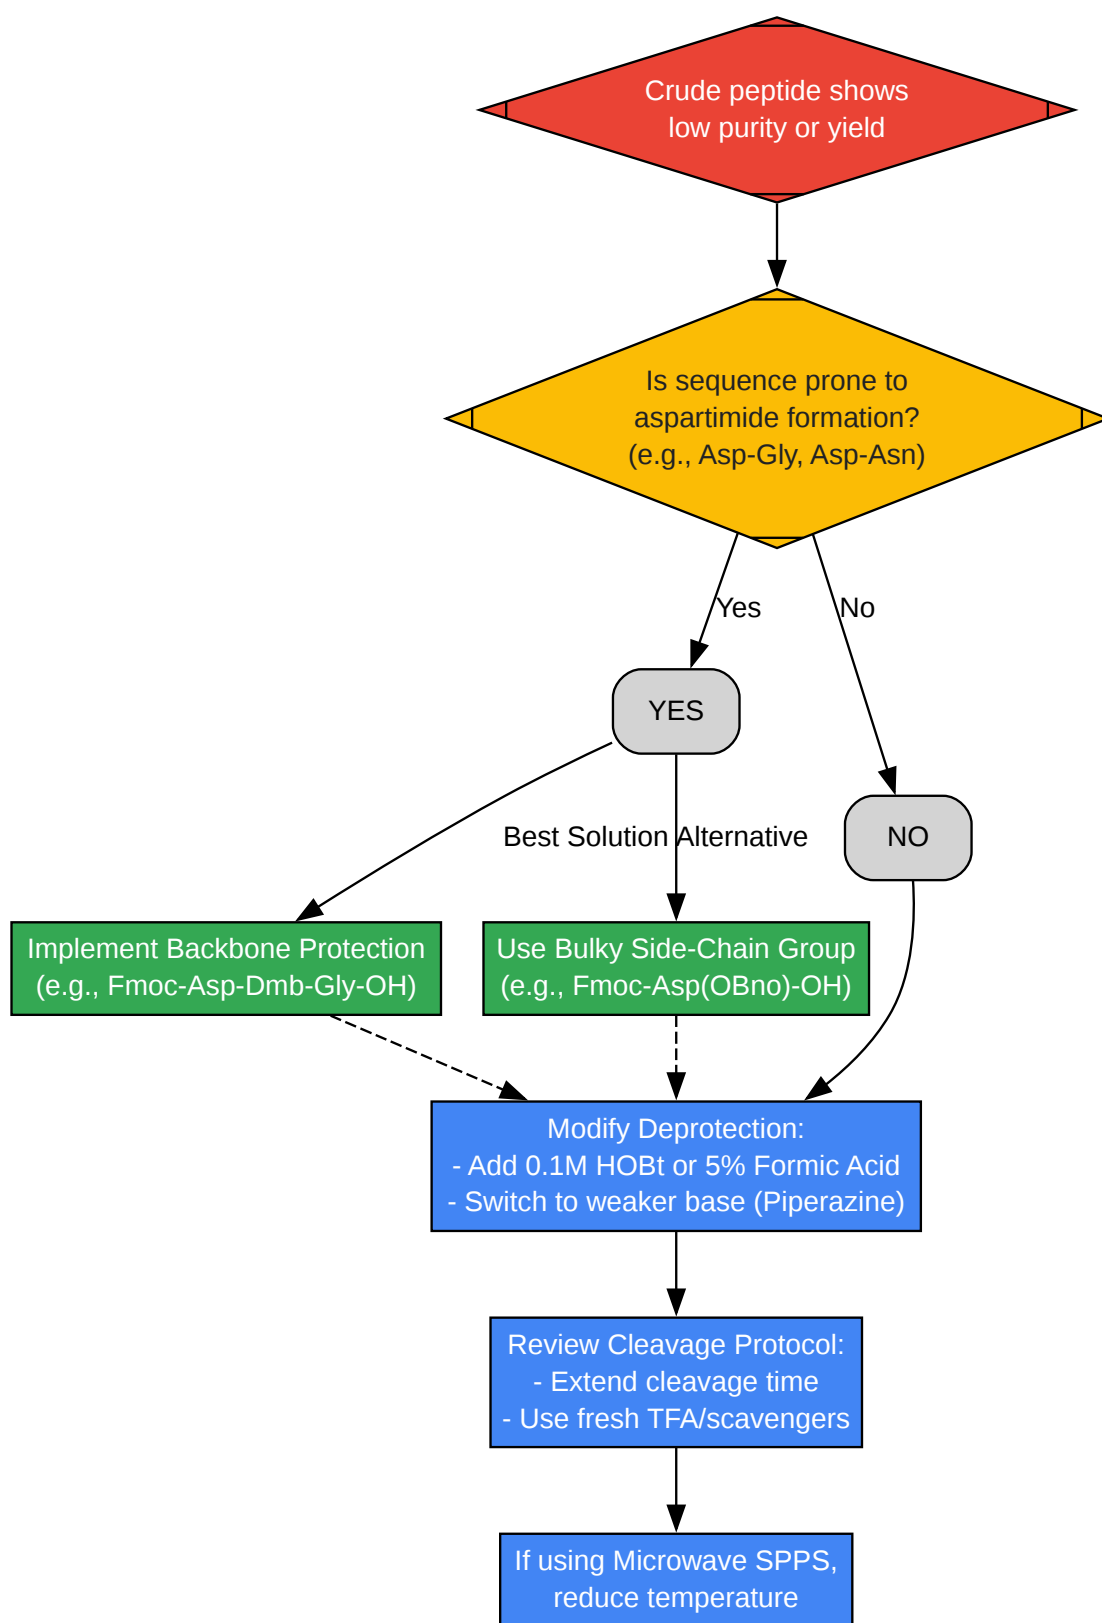 Crude peptide shows
low purity or yield
Is sequence prone to
aspartimide formation?
(e.g., Asp-Gly, Asp-Asn)
Yes
No
YES
NO
Best Solution
Alternative
Implement Backbone Protection
(e.g., Fmoc-Asp-Dmb-Gly-OH)
Use Bulky Side-Chain Group
(e.g., Fmoc-Asp(OBno)-OH)
Modify Deprotection:
- Add 0.1M HOBt or 5% Formic Acid
- Switch to weaker base (Piperazine)
Review Cleavage Protocol:
- Extend cleavage time
- Use fresh TFA/scavengers
If using Microwave SPPS,
reduce temperature